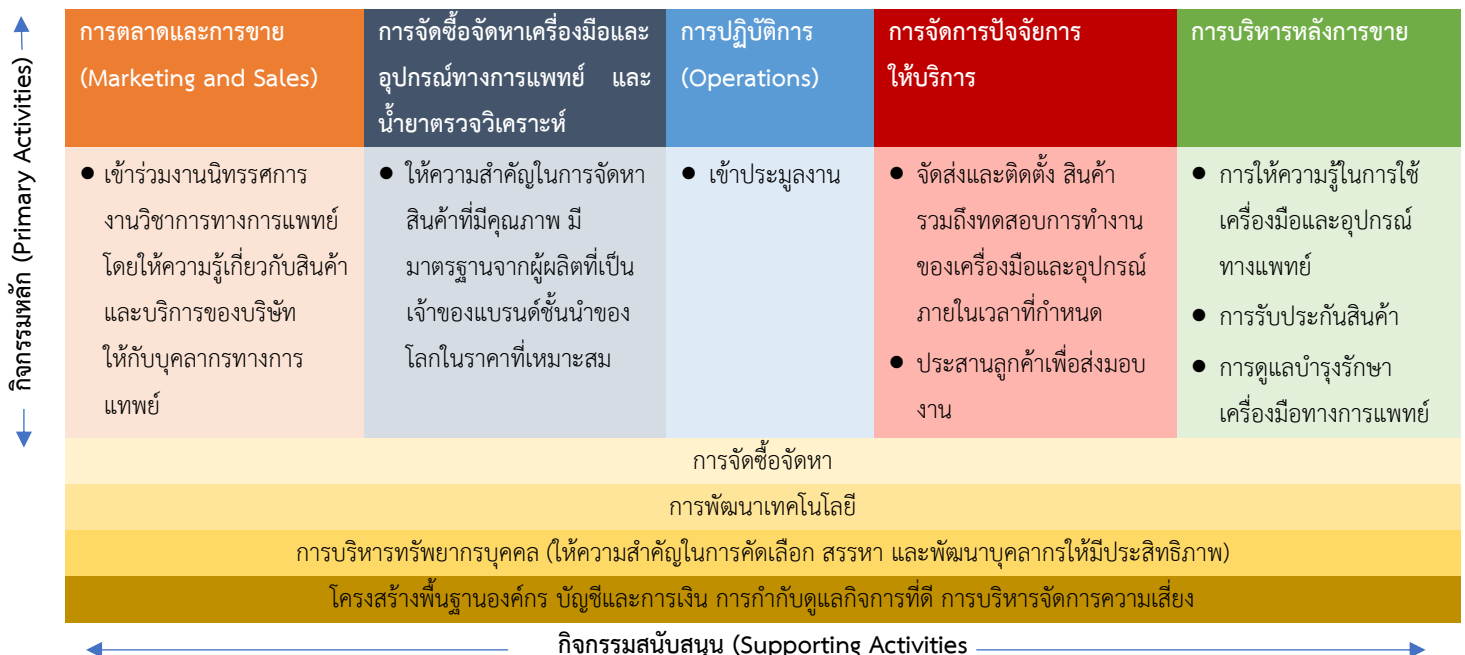 กิจกรรมหลัก (Primary Activities)
การตลาดและการขาย
(Marketing and Sales)
การจัดซื้อจัดหาเครื่องมือและ
อุปกรณ์ทางการแพทย์ และ
น้ำยาตรวจวิเคราะห์
การปฏิบัติการ
(Operations)
การจัดการปัจจัยการ
ให้บริการ
การบริหารหลังการขาย
● เข้าร่วมงานนิทรรศการ
งานวิชาการทางการแพทย์
โดยให้ความรู้เกี่ยวกับสินค้า
และบริการของบริษัท
ให้กับบุคลากรทางการ
แทพย์
● ให้ความสำคัญในการจัดหา
สินค้าที่มีคุณภาพ มี
มาตรฐานจากผู้ผลิตที่เป็น
เจ้าของแบรนด์ชั้นนำของ
โลกในราคาที่เหมาะสม
● เข้าประมูลงาน
● จัดส่งและติดตั้ง สินค้า
รวมถึงทดสอบการทำงาน
ของเครื่องมือและอุปกรณ์
ภายในเวลาที่กำหนด
● ประสานลูกค้าเพื่อส่งมอบ
งาน
● การให้ความรู้ในการใช้
เครื่องมือและอุปกรณ์
ทางแพทย์
● การรับประกันสินค้า
● การดูแลบำรุงรักษา
เครื่องมือทางการแพทย์
การจัดซื้อจัดหา
การพัฒนาเทคโนโลยี
การบริหารทรัพยากรบุคคล (ให้ความสำคัญในการคัดเลือก สรรหา และพัฒนาบุคลากรให้มีประสิทธิภาพ)
โครงสร้างพื้นฐานองค์กร บัญชีและการเงิน การกำกับดูแลกิจการที่ดี การบริหารจัดการความเสี่ยง
กิจกรรมสนับสนุน (Supporting Activities